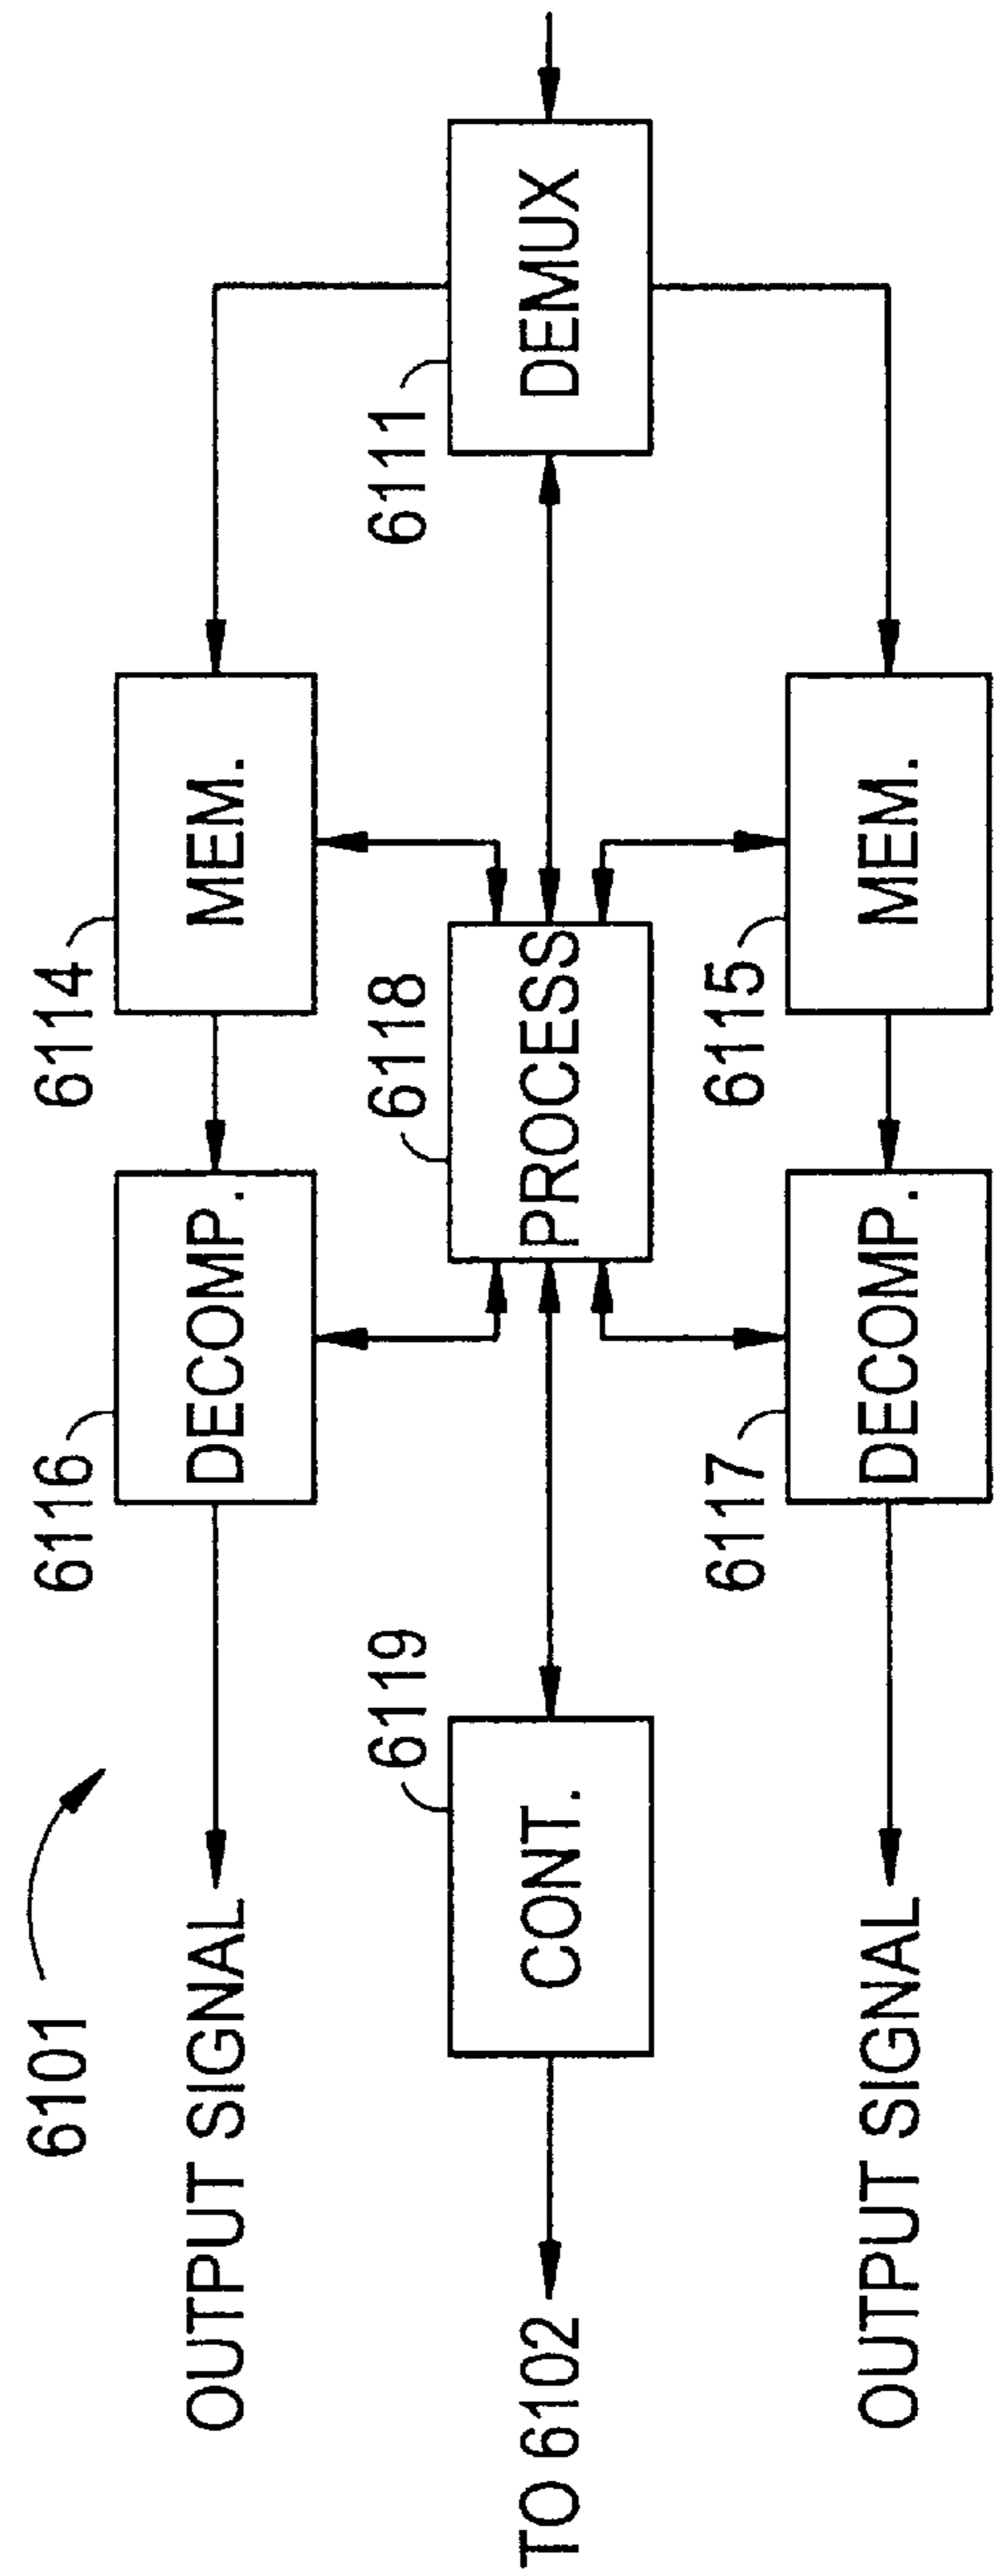 6101
OUTPUT SIGNAL
6116
DECOMP.
6114
MEM.
TO 6102
6119
CONT.
6118
PROCESS
6111
DEMUX
OUTPUT SIGNAL
6117
DECOMP.
6115
MEM.